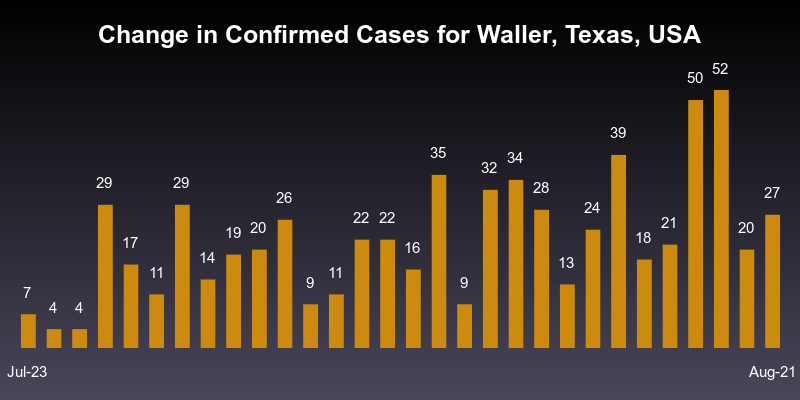 Change in Confirmed Cases for Waller, Texas, USA
7 4 4 29 17 11 29 14 19 20 26 9 11 22 22 16 35 9 32 34 28 13 24 39 18 21 50 52 20 27
Jul-23 Aug-21